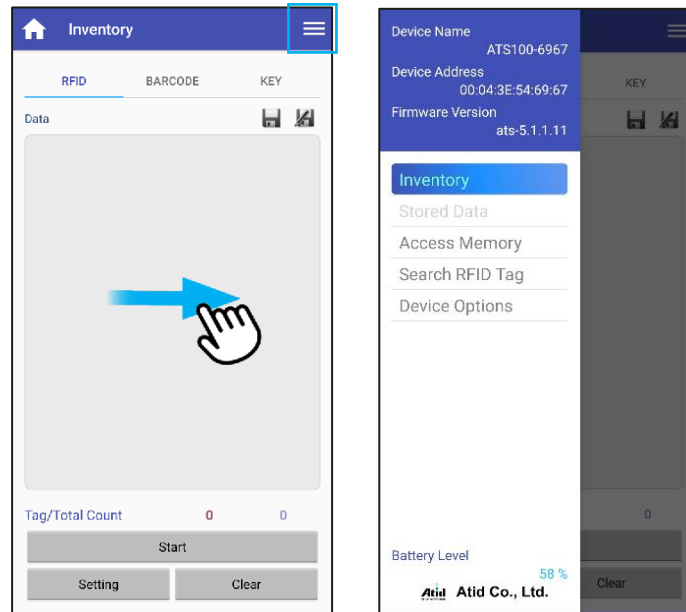 Inventory
RFID BARCODE KEY
Data
Tag/Total Count 0 0
Start
Setting Clear
Device Name
ATS100-6967
Device Address
00:04:3E:54:69:67
Firmware Version
ats-5.1.1.11
KEY
Inventory
Stored Data
Access Memory
Search RFID Tag
Device Options
0
Battery Level
58 %
Clear
Atid Atid Co., Ltd.